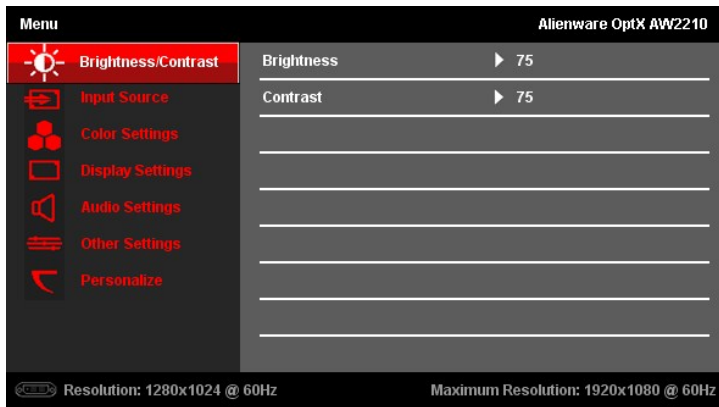 Menu Alienware OptX AW2210
Brightness/Contrast Brightness 75
Input Source Contrast 75
Color Settings
Display Settings
Audio Settings
Other Settings
Personalize
Resolution: 1280x1024 @ 60Hz Maximum Resolution: 1920x1080 @ 60Hz